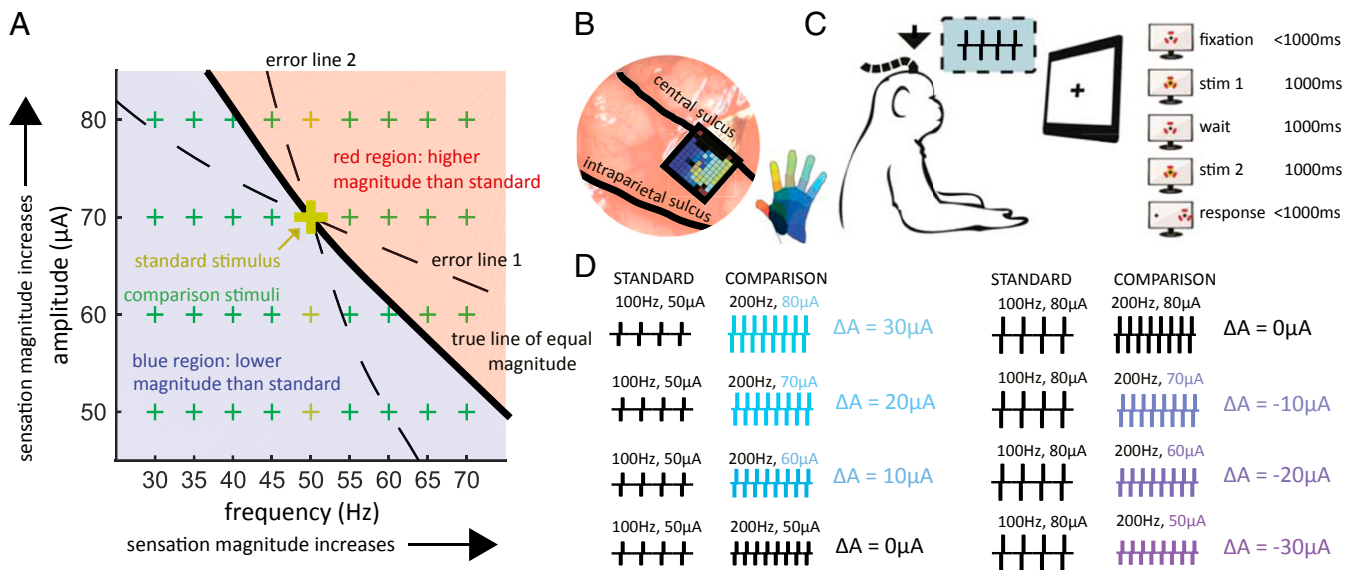 A
sensation magnitude increases
amplitude (µA)
80
70
60
50
30 35 40 45 50 55 60 65 70
frequency (Hz)
sensation magnitude increases
error line 2
red region: higher
magnitude than standard
standard stimulus
error line 1
comparison stimuli
true line of equal
magnitude
blue region: lower
magnitude than standard
B
central sulcus
intraparietal sulcus
C
fixation <1000ms
stim 1 1000ms
wait 1000ms
stim 2 1000ms
response <1000ms
D
STANDARD COMPARISON
100Hz, 50µA 200Hz, 80µA
ΔA = 30µA
100Hz, 50µA 200Hz, 70µA
ΔA = 20µA
100Hz, 50µA 200Hz, 60µA
ΔA = 10µA
100Hz, 50µA 200Hz, 50µA
ΔA = 0µA
STANDARD COMPARISON
100Hz, 80µA 200Hz, 80µA
ΔA = 0µA
100Hz, 80µA 200Hz, 70µA
ΔA = -10µA
100Hz, 80µA 200Hz, 60µA
ΔA = -20µA
100Hz, 80µA 200Hz, 50µA
ΔA = -30µA